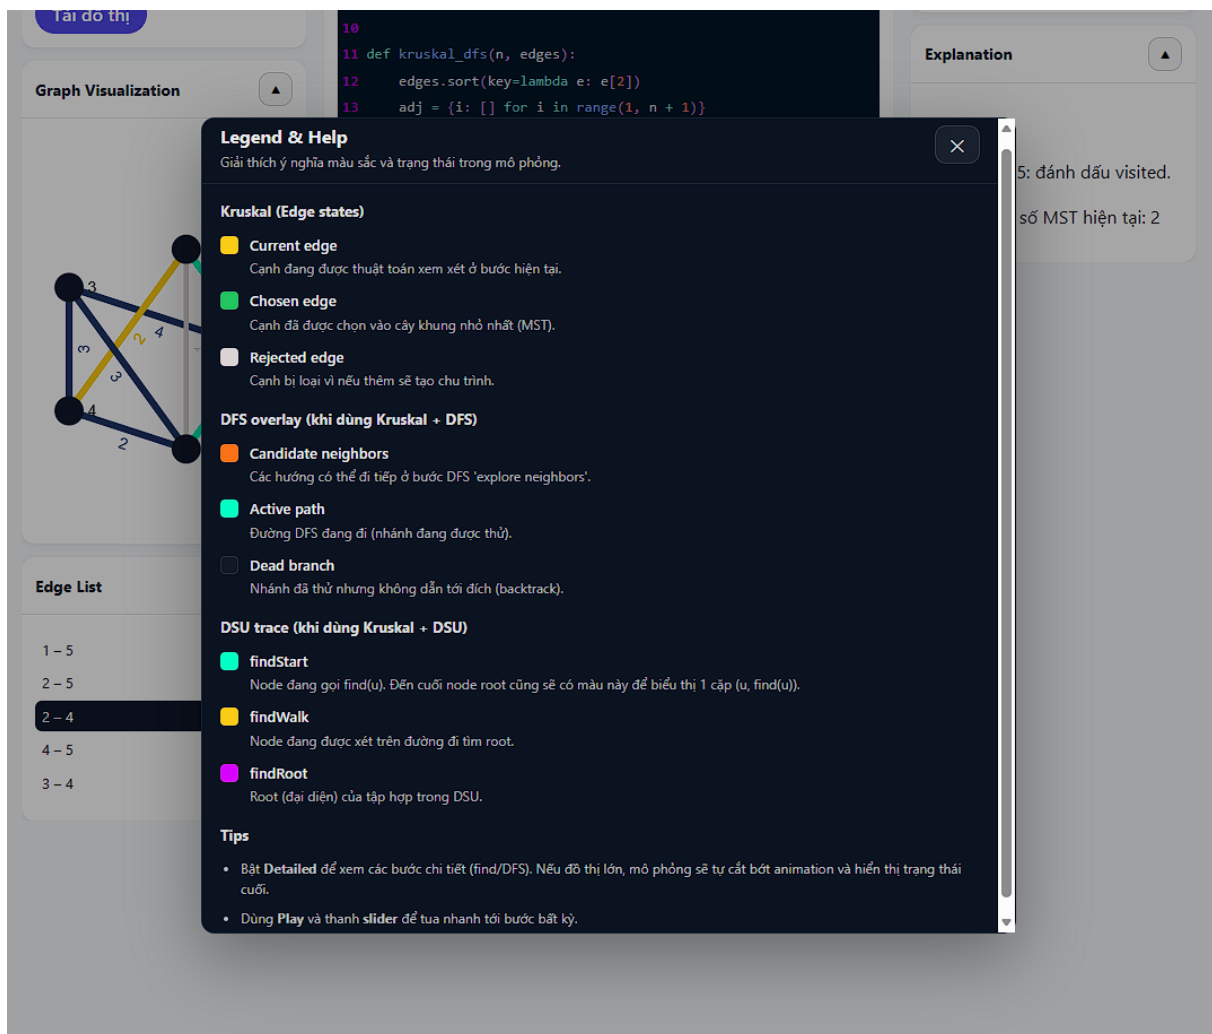 Tải đồ thị
Graph Visualization
▲
3
4
2
3
3
4
2
Edge List
1 – 5
2 – 5
2 – 4
4 – 5
3 – 4
10
11 def kruskal_dfs(n, edges):
12 edges.sort(key=lambda e: e[2])
13 adj = {i: [] for i in range(1, n + 1)}
Explanation
▲
5: đánh dấu visited.
số MST hiện tại: 2
Legend & Help
Giải thích ý nghĩa màu sắc và trạng thái trong mô phỏng.
Kruskal (Edge states)
Current edge
Cạnh đang được thuật toán xem xét ở bước hiện tại.
Chosen edge
Cạnh đã được chọn vào cây khung nhỏ nhất (MST).
Rejected edge
Cạnh bị loại vì nếu thêm sẽ tạo chu trình.
DFS overlay (khi dùng Kruskal + DFS)
Candidate neighbors
Các hướng có thể đi tiếp ở bước DFS 'explore neighbors'.
Active path
Đường DFS đang đi (nhánh đang được thử).
Dead branch
Nhánh đã thử nhưng không dẫn tới đích (backtrack).
DSU trace (khi dùng Kruskal + DSU)
findStart
Node đang gọi find(u). Đến cuối node root cũng sẽ có màu này để biểu thị 1 cặp (u, find(u)).
findWalk
Node đang được xét trên đường đi tìm root.
findRoot
Root (đại diện) của tập hợp trong DSU.
Tips
• Bật Detailed để xem các bước chi tiết (find/DFS). Nếu đồ thị lớn, mô phỏng sẽ tự cắt bớt animation và hiển thị trạng thái
cuối.
• Dùng Play và thanh slider để tua nhanh tới bước bất kỳ.